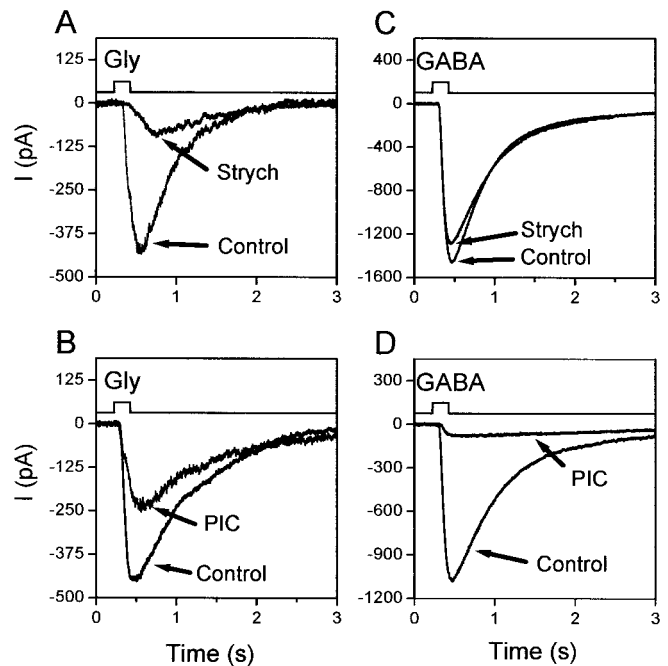 A
Gly
125
0
-125
-250
-375
-500
I (pA)
Strych
Control
0 1 2 3
C
GABA
400
0
-400
-800
-1200
-1600
Strych
Control
0 1 2 3
B
Gly
125
0
-125
-250
-375
-500
I (pA)
PIC
Control
0 1 2 3
Time (s)
D
GABA
300
0
-300
-600
-900
-1200
PIC
Control
0 1 2 3
Time (s)